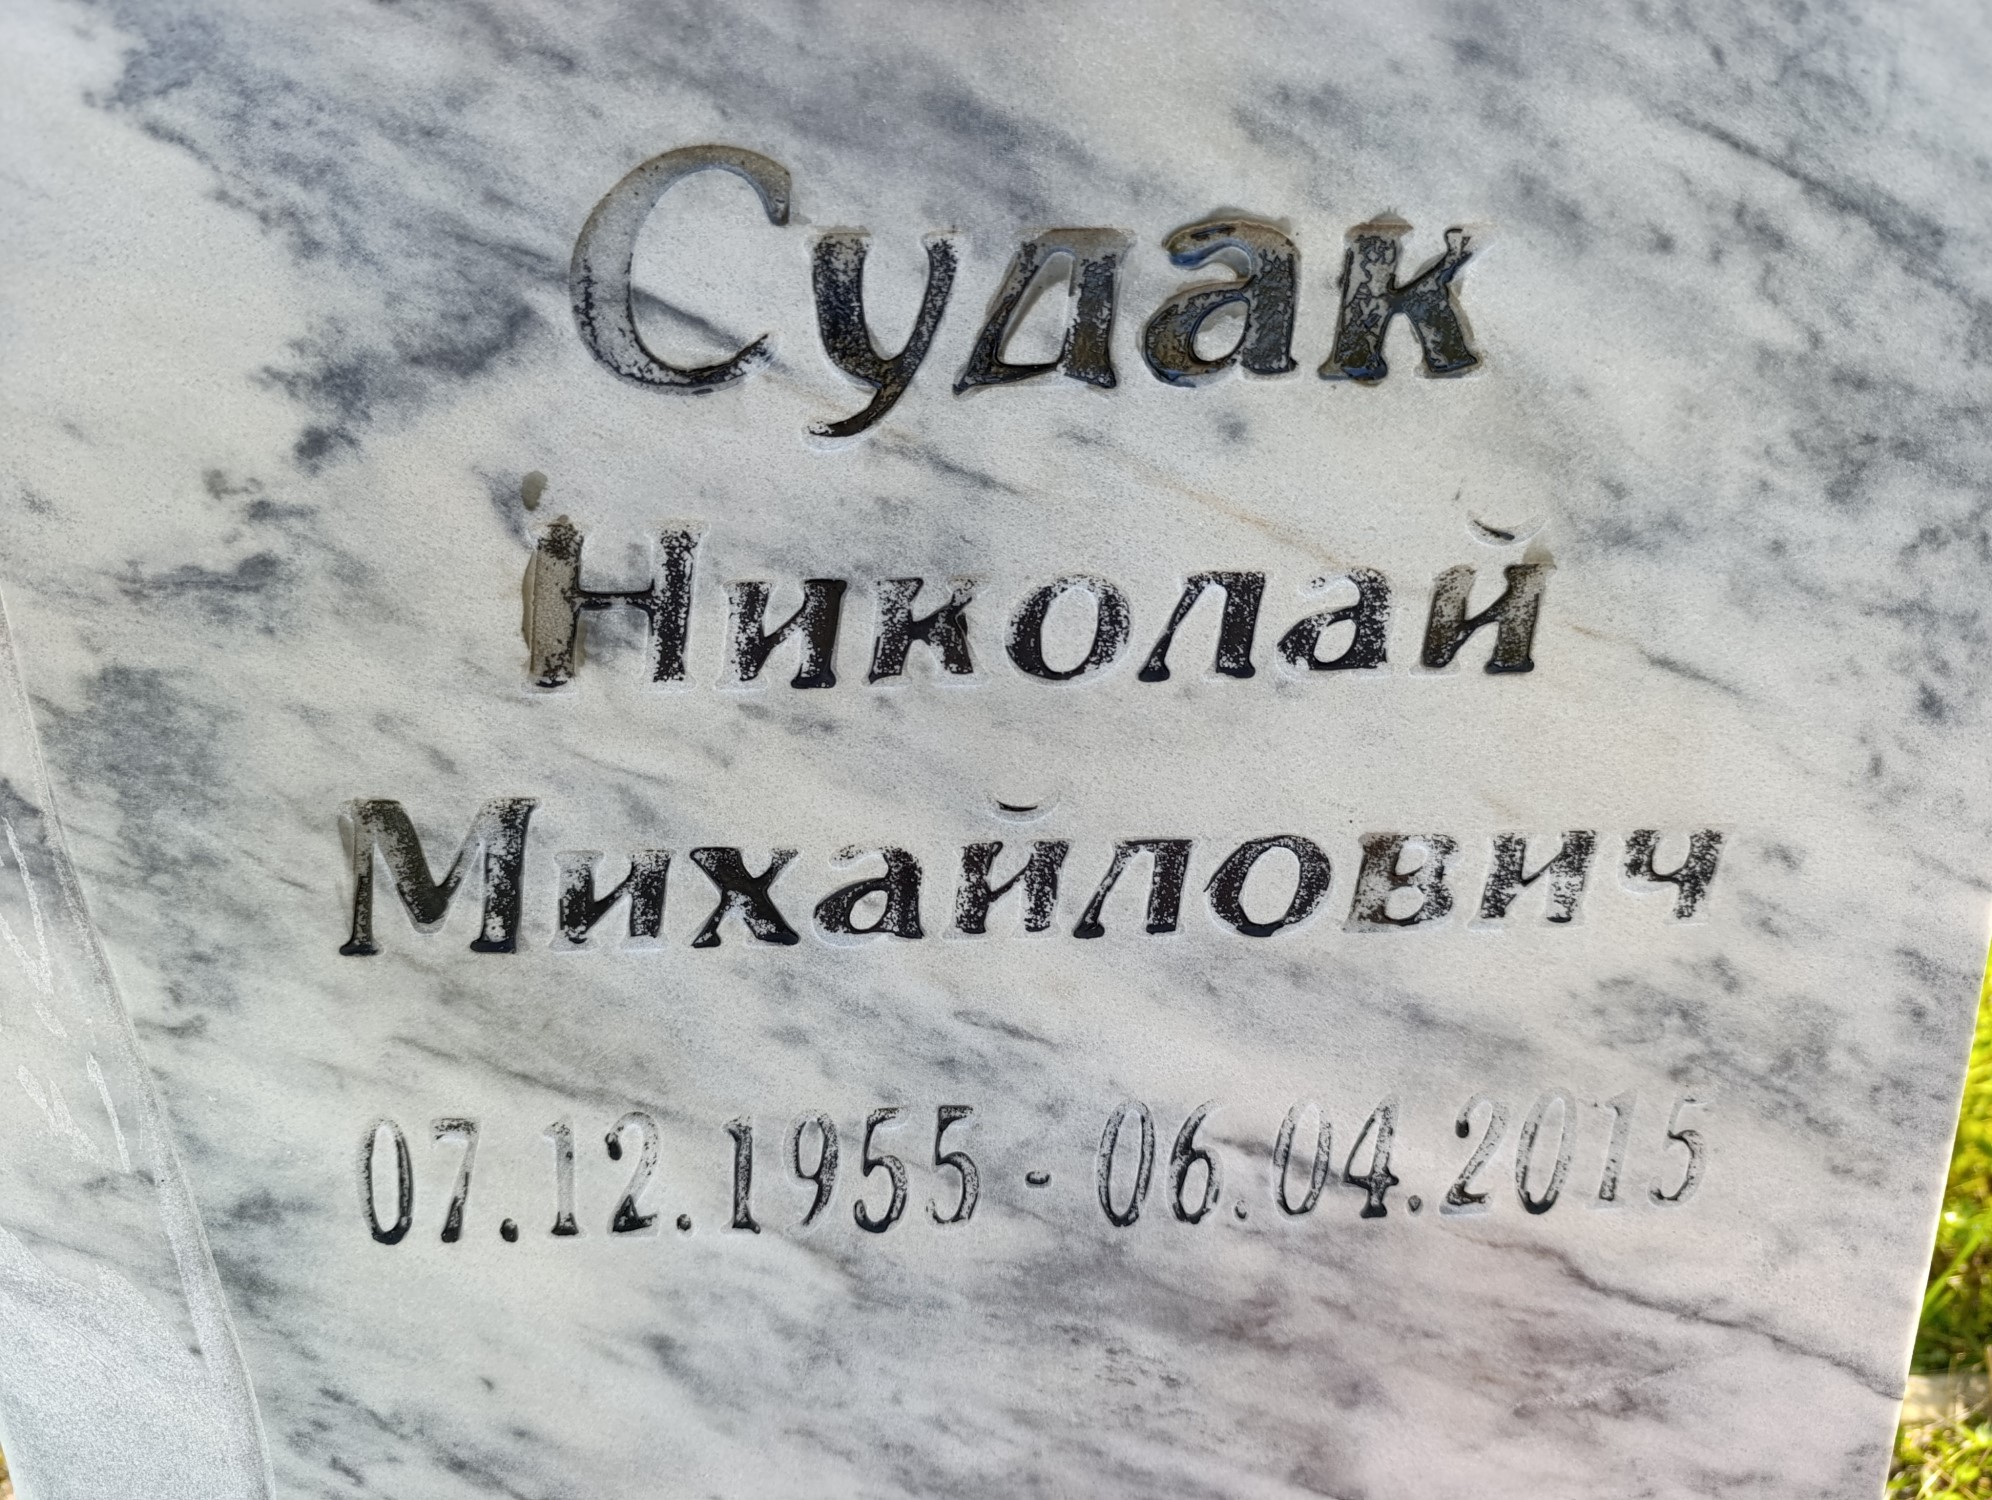 Судак
Николай
Михайлович
07.12.1955 - 06.04.2015